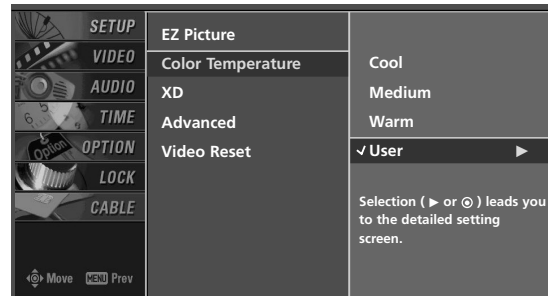 SETUP
VIDEO
AUDIO
TIME
OPTION
LOCK
CABLE
Move MENU Prev
EZ Picture
Color Temperature
XD
Advanced
Video Reset
Cool
Medium
Warm
✓ User ▶
Selection ( ▶ or ◉ ) leads you
to the detailed setting
screen.